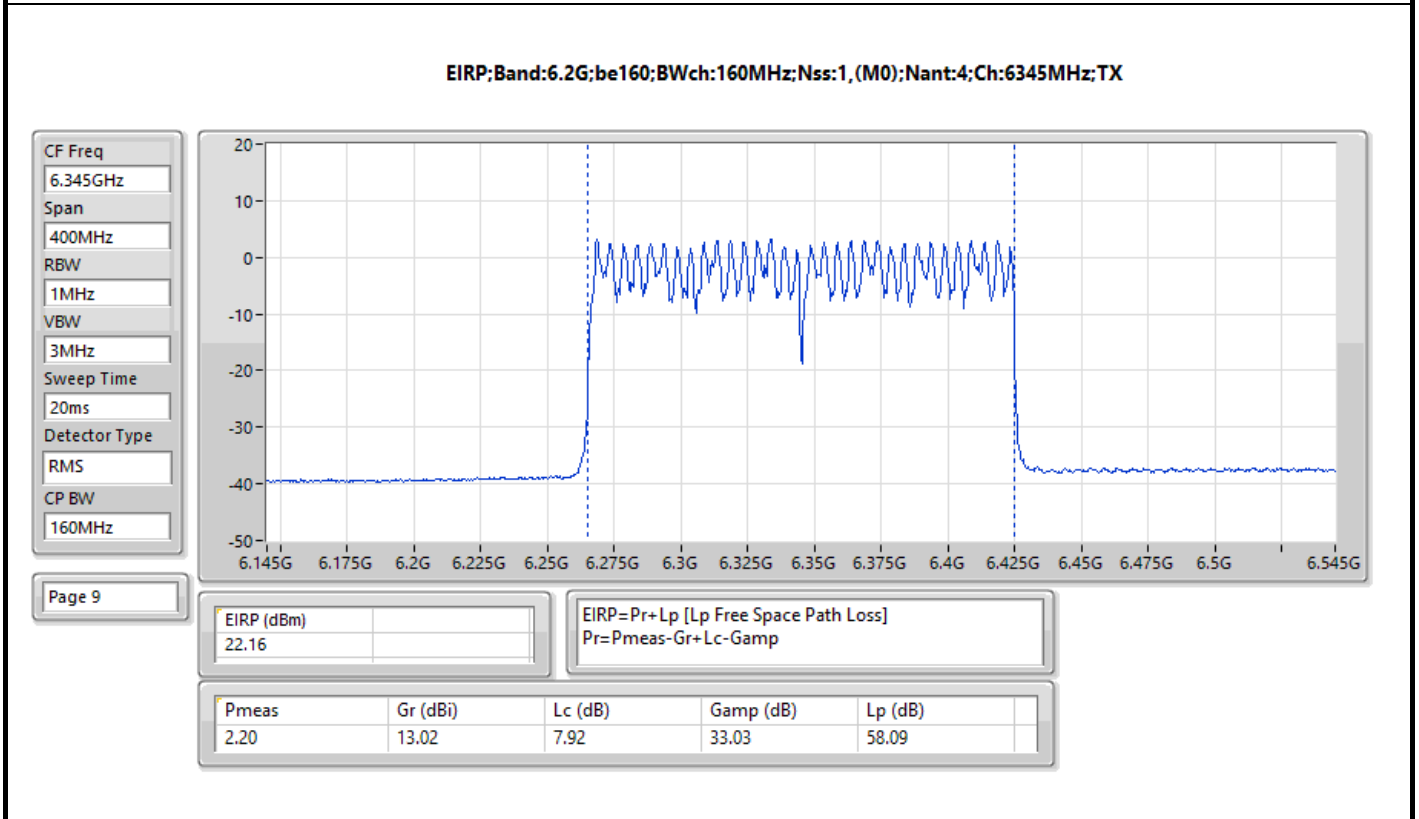 EIRP;Band:6.2G;be160;BWch:160MHz;Nss:1,(M0);Nant:4;Ch:6345MHz;TX
CF Freq
6.345GHz
Span
400MHz
RBW
1MHz
VBW
3MHz
Sweep Time
20ms
Detector Type
RMS
CP BW
160MHz
Page 9
20
10
0
-10
-20
-30
-40
-50
6.145G 6.175G 6.2G 6.225G 6.25G 6.275G 6.3G 6.325G 6.35G 6.375G 6.4G 6.425G 6.45G 6.475G 6.5G 6.545G
EIRP (dBm)
22.16
EIRP=Pr+Lp [Lp Free Space Path Loss]
Pr=Pmeas-Gr+Lc-Gamp
Pmeas Gr (dBi) Lc (dB) Gamp (dB) Lp (dB)
2.20 13.02 7.92 33.03 58.09